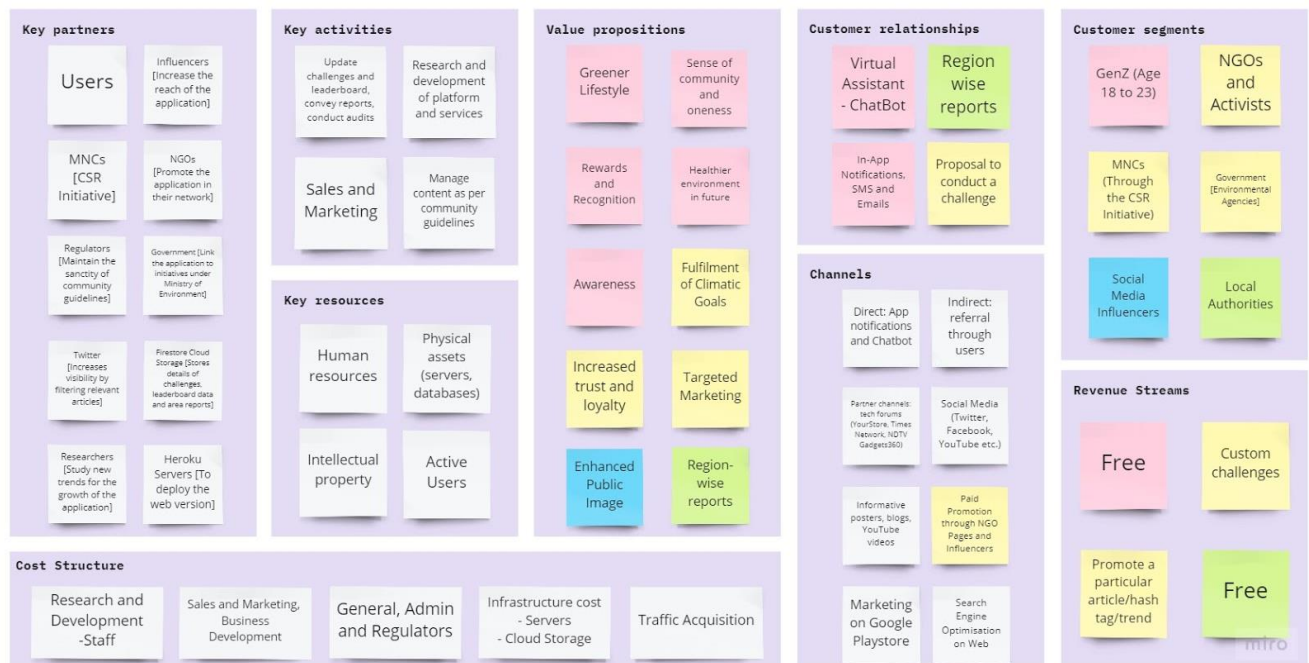 Key partners
Users
Influencers
[Increase the
reach of the
application]
MNCs
[CSR
Initiative]
NGOs
[Promote the
application in
their network]
Regulators
[Maintain the
sanctity of
community
guidelines]
Government [Link
the application to
initiatives under
Ministry of
Environment]
Twitter
[Increases
visibility by
filtering relevant
articles]
Firestore Cloud
Storage [Stores
details of
challenges,
leaderboard data
and area reports]
Researchers
[Study new
trends for the
growth of the
application]
Heroku
Servers [To
deploy the
web version]
Key activities
Update
challenges and
leaderboard,
convey reports,
conduct audits
Research and
development
of platform
and services
Sales and
Marketing
Manage
content as per
community
guidelines
Key resources
Human
resources
Physical
assets
(servers,
databases)
Intellectual
property
Active
Users
Value propositions
Greener
Lifestyle
Sense of
community
and
oneness
Rewards
and
Recognition
Healthier
environment
in future
Awareness
Fulfilment
of Climatic
Goals
Increased
trust and
loyalty
Targeted
Marketing
Enhanced
Public
Image
Region-
wise
reports
Customer relationships
Virtual
Assistant
- ChatBot
Region
wise
reports
In-App
Notifications,
SMS and
Emails
Proposal to
conduct a
challenge
Channels
Direct: App
notifications
and Chatbot
Indirect:
referral
through
users
Partner channels:
tech forums
(YourStore, Times
Network, NDTV
Gadgets360)
Social Media
(Twitter,
Facebook,
YouTube etc.)
Informative
posters, blogs,
YouTube
videos
Paid
Promotion
through NGO
Pages and
Influencers
Marketing
on Google
Playstore
Search
Engine
Optimisation
on Web
Customer segments
GenZ (Age
18 to 23)
NGOs
and
Activists
MNCs
(Through
the CSR
Initiative)
Government
[Environmental
Agencies]
Social
Media
Influencers
Local
Authorities
Revenue Streams
Free
Custom
challenges
Promote a
particular
article/hash
tag/trend
Free
Cost Structure
Research and
Development
-Staff
Sales and Marketing,
Business
Development
General, Admin
and Regulators
Infrastructure cost
- Servers
- Cloud Storage
Traffic Acquisition
miro